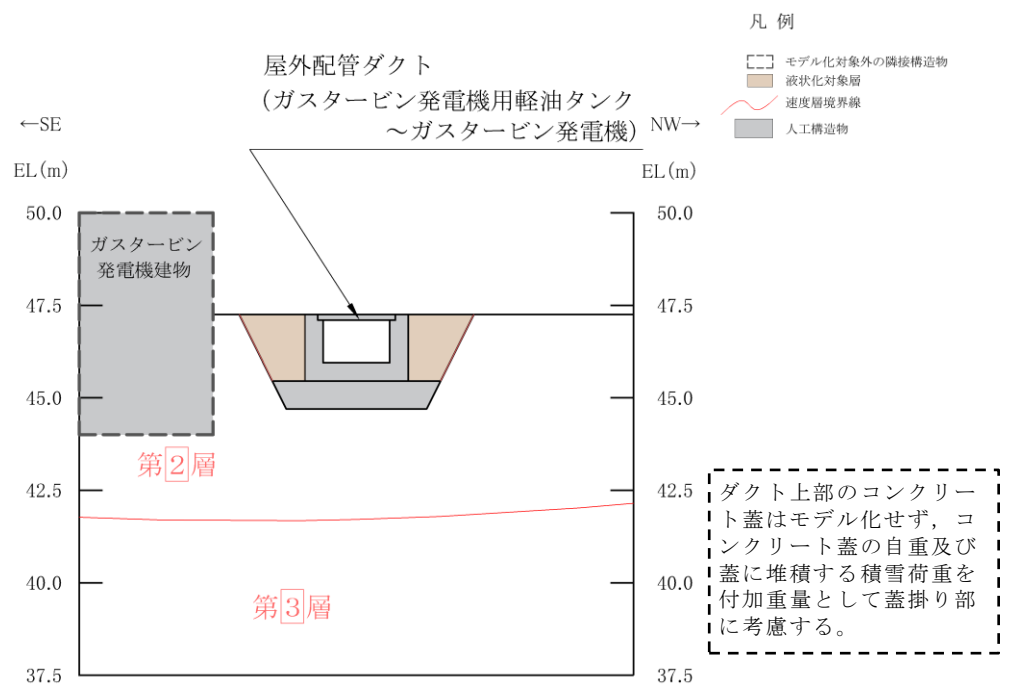 凡 例
モデル化対象外の隣接構造物
液状化対象層
速度層境界線
人工構造物
屋外配管ダクト
(ガスタービン発電機用軽油タンク
～ガスタービン発電機)
←SE
NW→
EL(m)
EL(m)
50.0
50.0
ガスタービン
発電機建物
47.5
47.5
45.0
45.0
第2層
42.5
42.5
ダクト上部のコンクリー
ト蓋はモデル化せず，コ
ンクリート蓋の自重及び
蓋に堆積する積雪荷重を
付加重量として蓋掛り部
に考慮する。
40.0
40.0
第3層
37.5
37.5